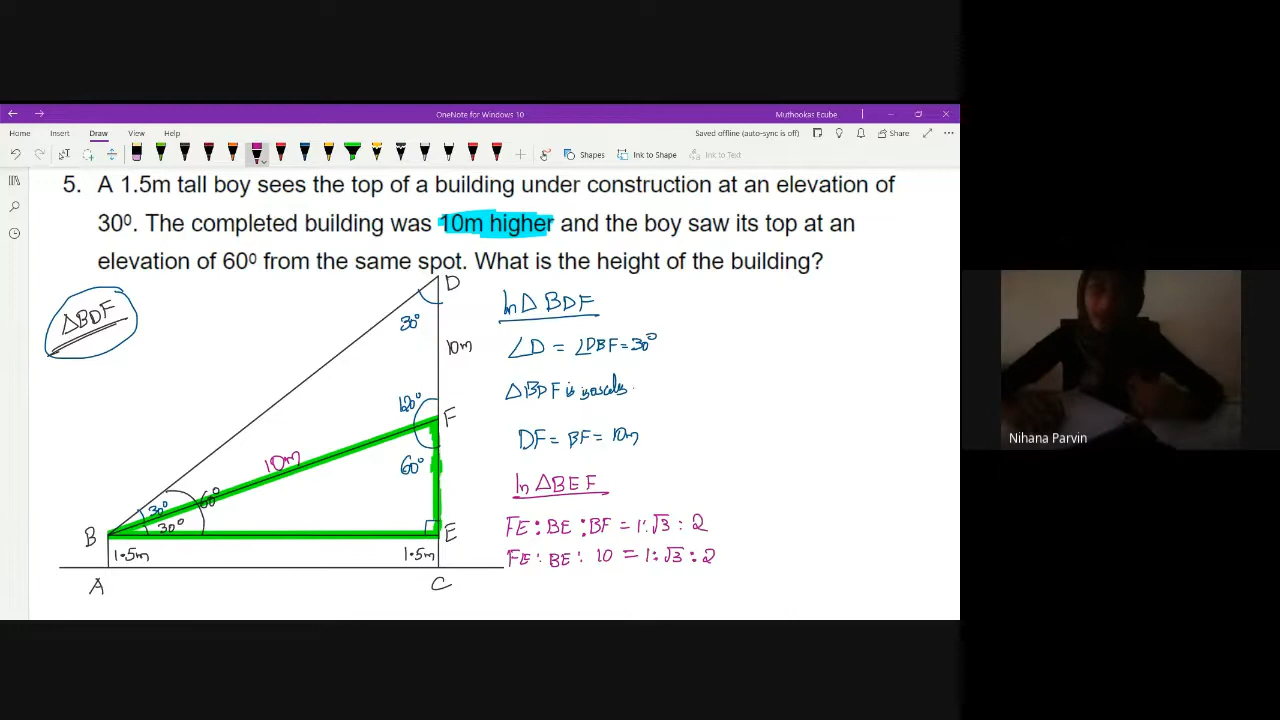 OneNote for Windows 10
Muthookas Ecube
Home Insert Draw View Help
Saved offline (auto-sync is off) Share
Shapes Ink to Shape Ink to Text
5. A 1.5m tall boy sees the top of a building under construction at an elevation of
30⁰. The completed building was 10m higher and the boy saw its top at an
elevation of 60⁰ from the same spot. What is the height of the building?
△BDF
D
30°
10m
120°
F
10m
60°
60°
30°
30°
B
E
1.5m
1.5m
A
C
In △ BDF
∠D = ∠DBF = 30°
△BDF is isosceles.
DF = BF = 10m
In △BEF
FE : BE : BF = 1:√3 : 2
FE : BE : 10 = 1:√3 : 2
Nihana Parvin